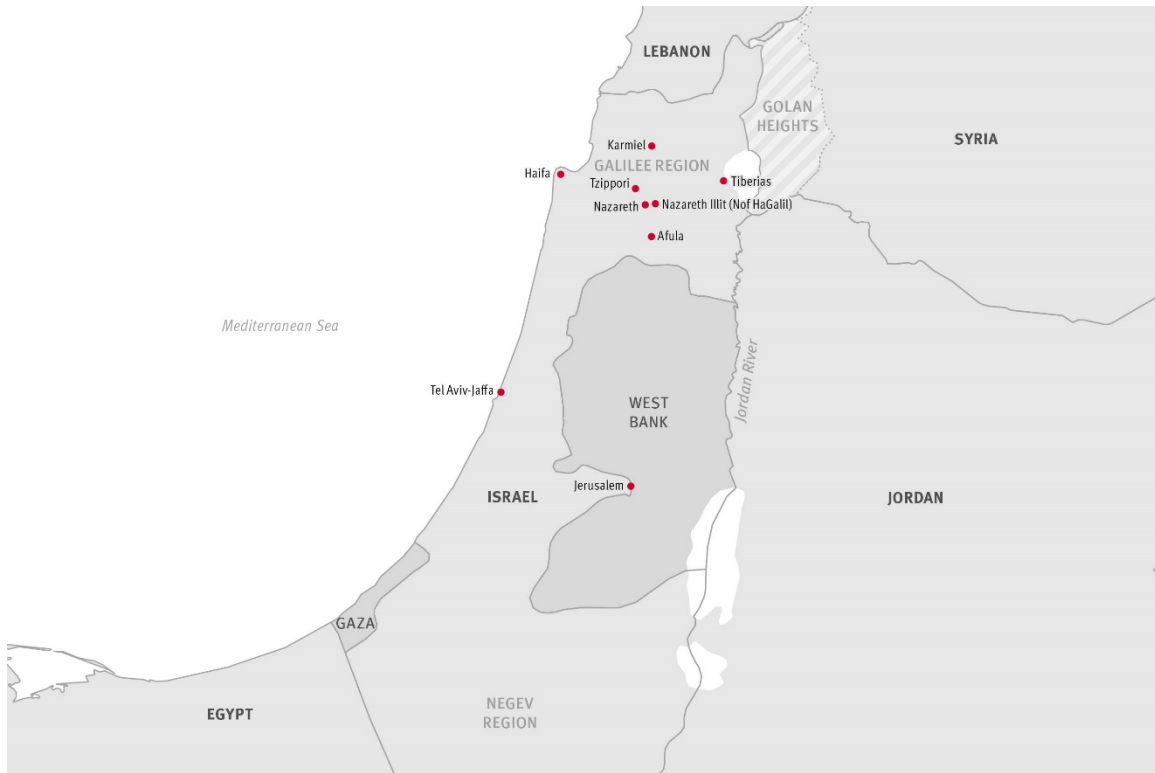 LEBANON
GOLAN
HEIGHTS
SYRIA
Karmiel
GALILEE REGION
Haifa
Tiberias
Tzippori
Nazareth
Nazareth Illit (Nof HaGalil)
Afula
Mediterranean Sea
Jordan River
Tel Aviv-Jaffa
WEST
BANK
Jerusalem
ISRAEL
JORDAN
GAZA
EGYPT
NEGEV
REGION